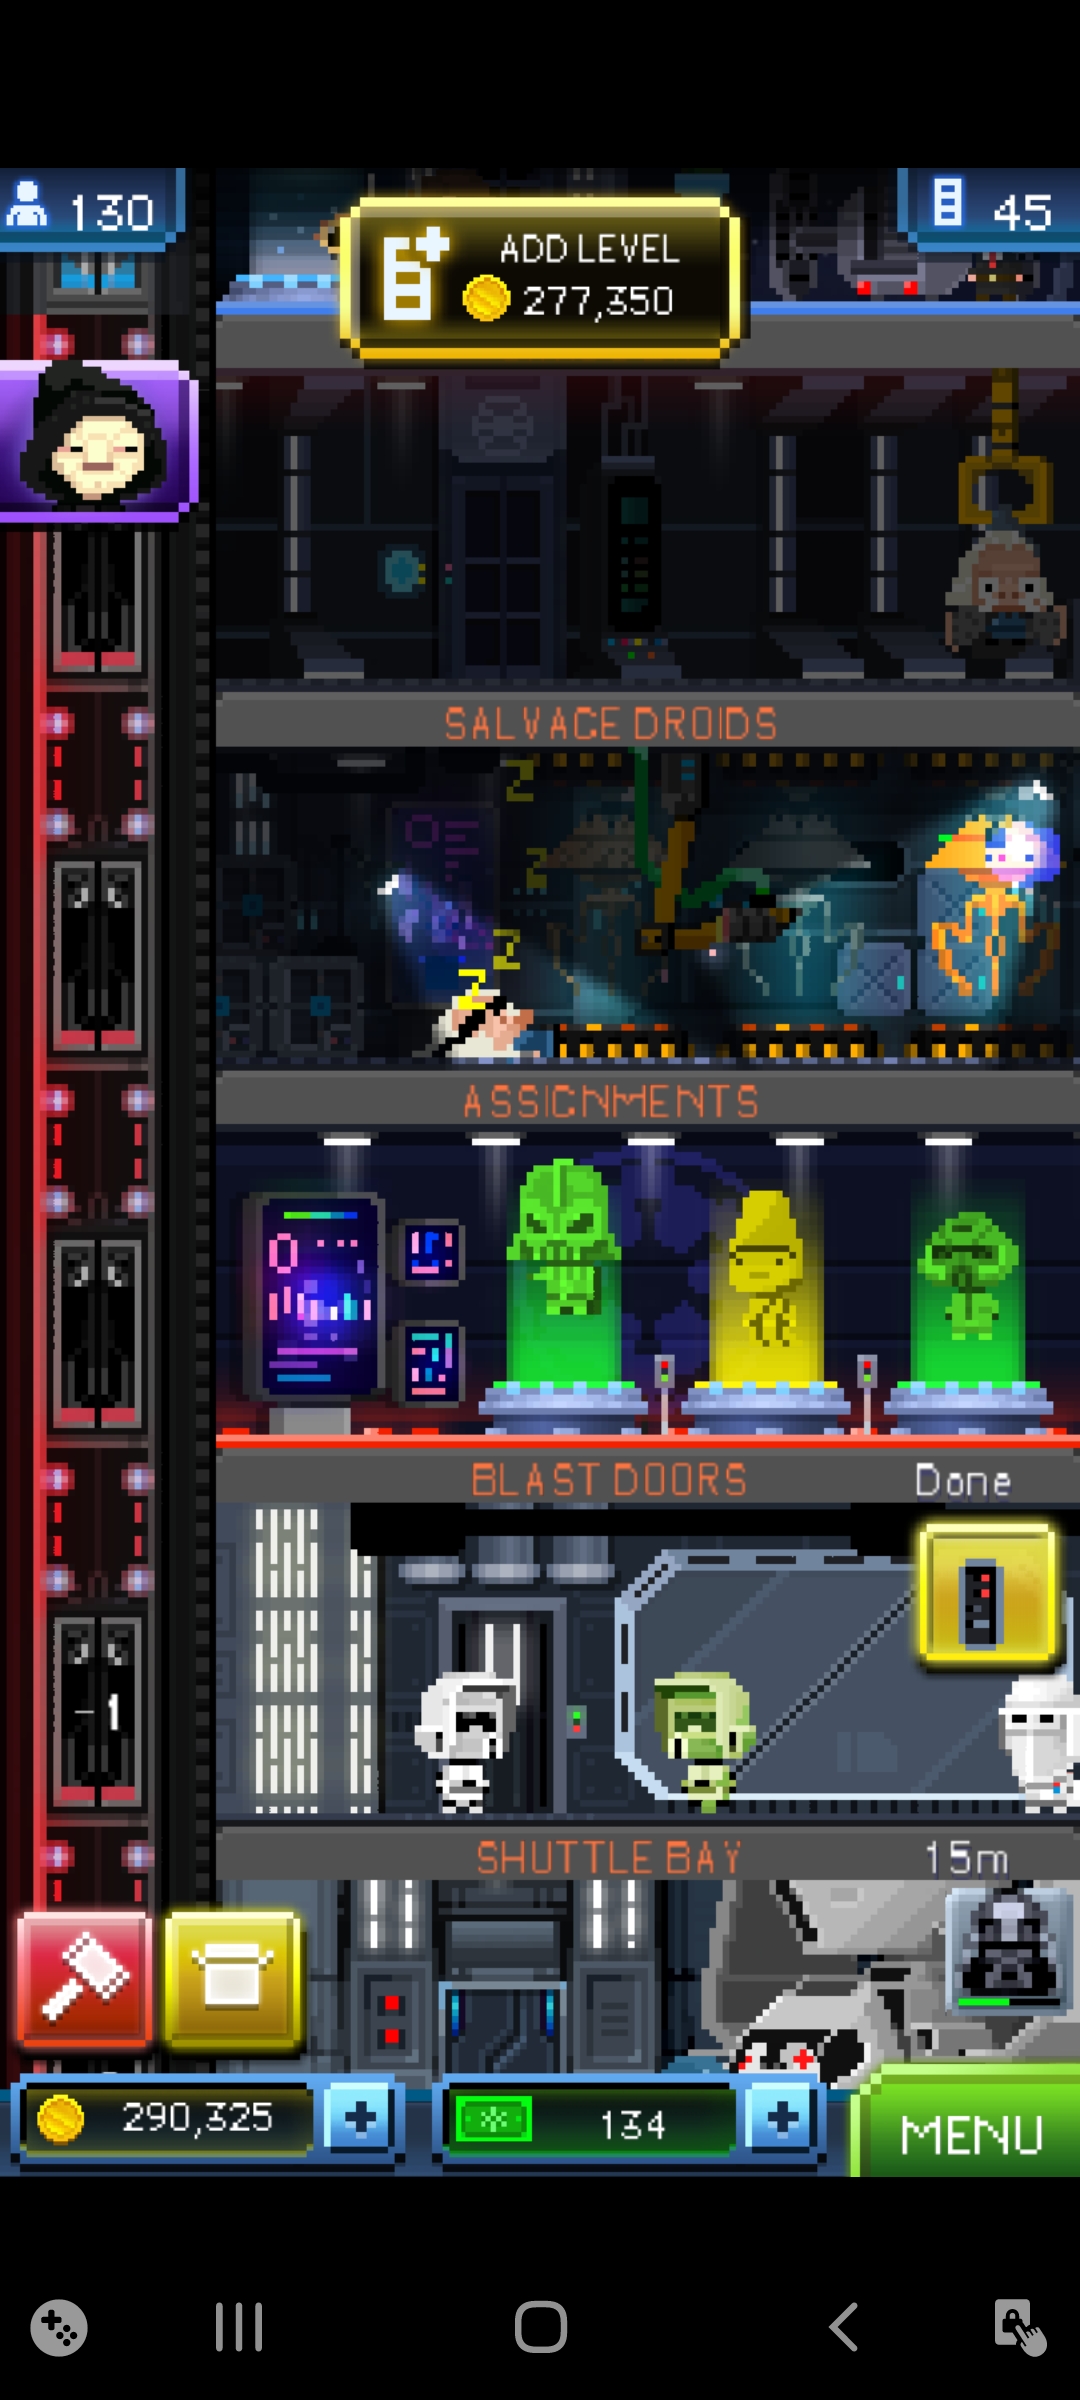 130
ADD LEVEL
277,350
45
SALVAGE DROIDS
Z
Z
Z
Z
ASSIGNMENTS
BLAST DOORS
Done
-1
SHUTTLE BAY
15m
290,325
134
MENU